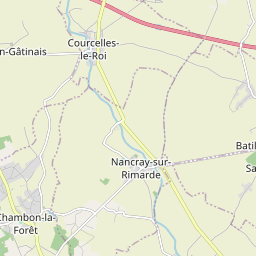 Courcelles-
le-Roi
n-Gâtinais
Nancray-sur-
Rimarde
Batil
Sa
Chambon-la-
Forêt